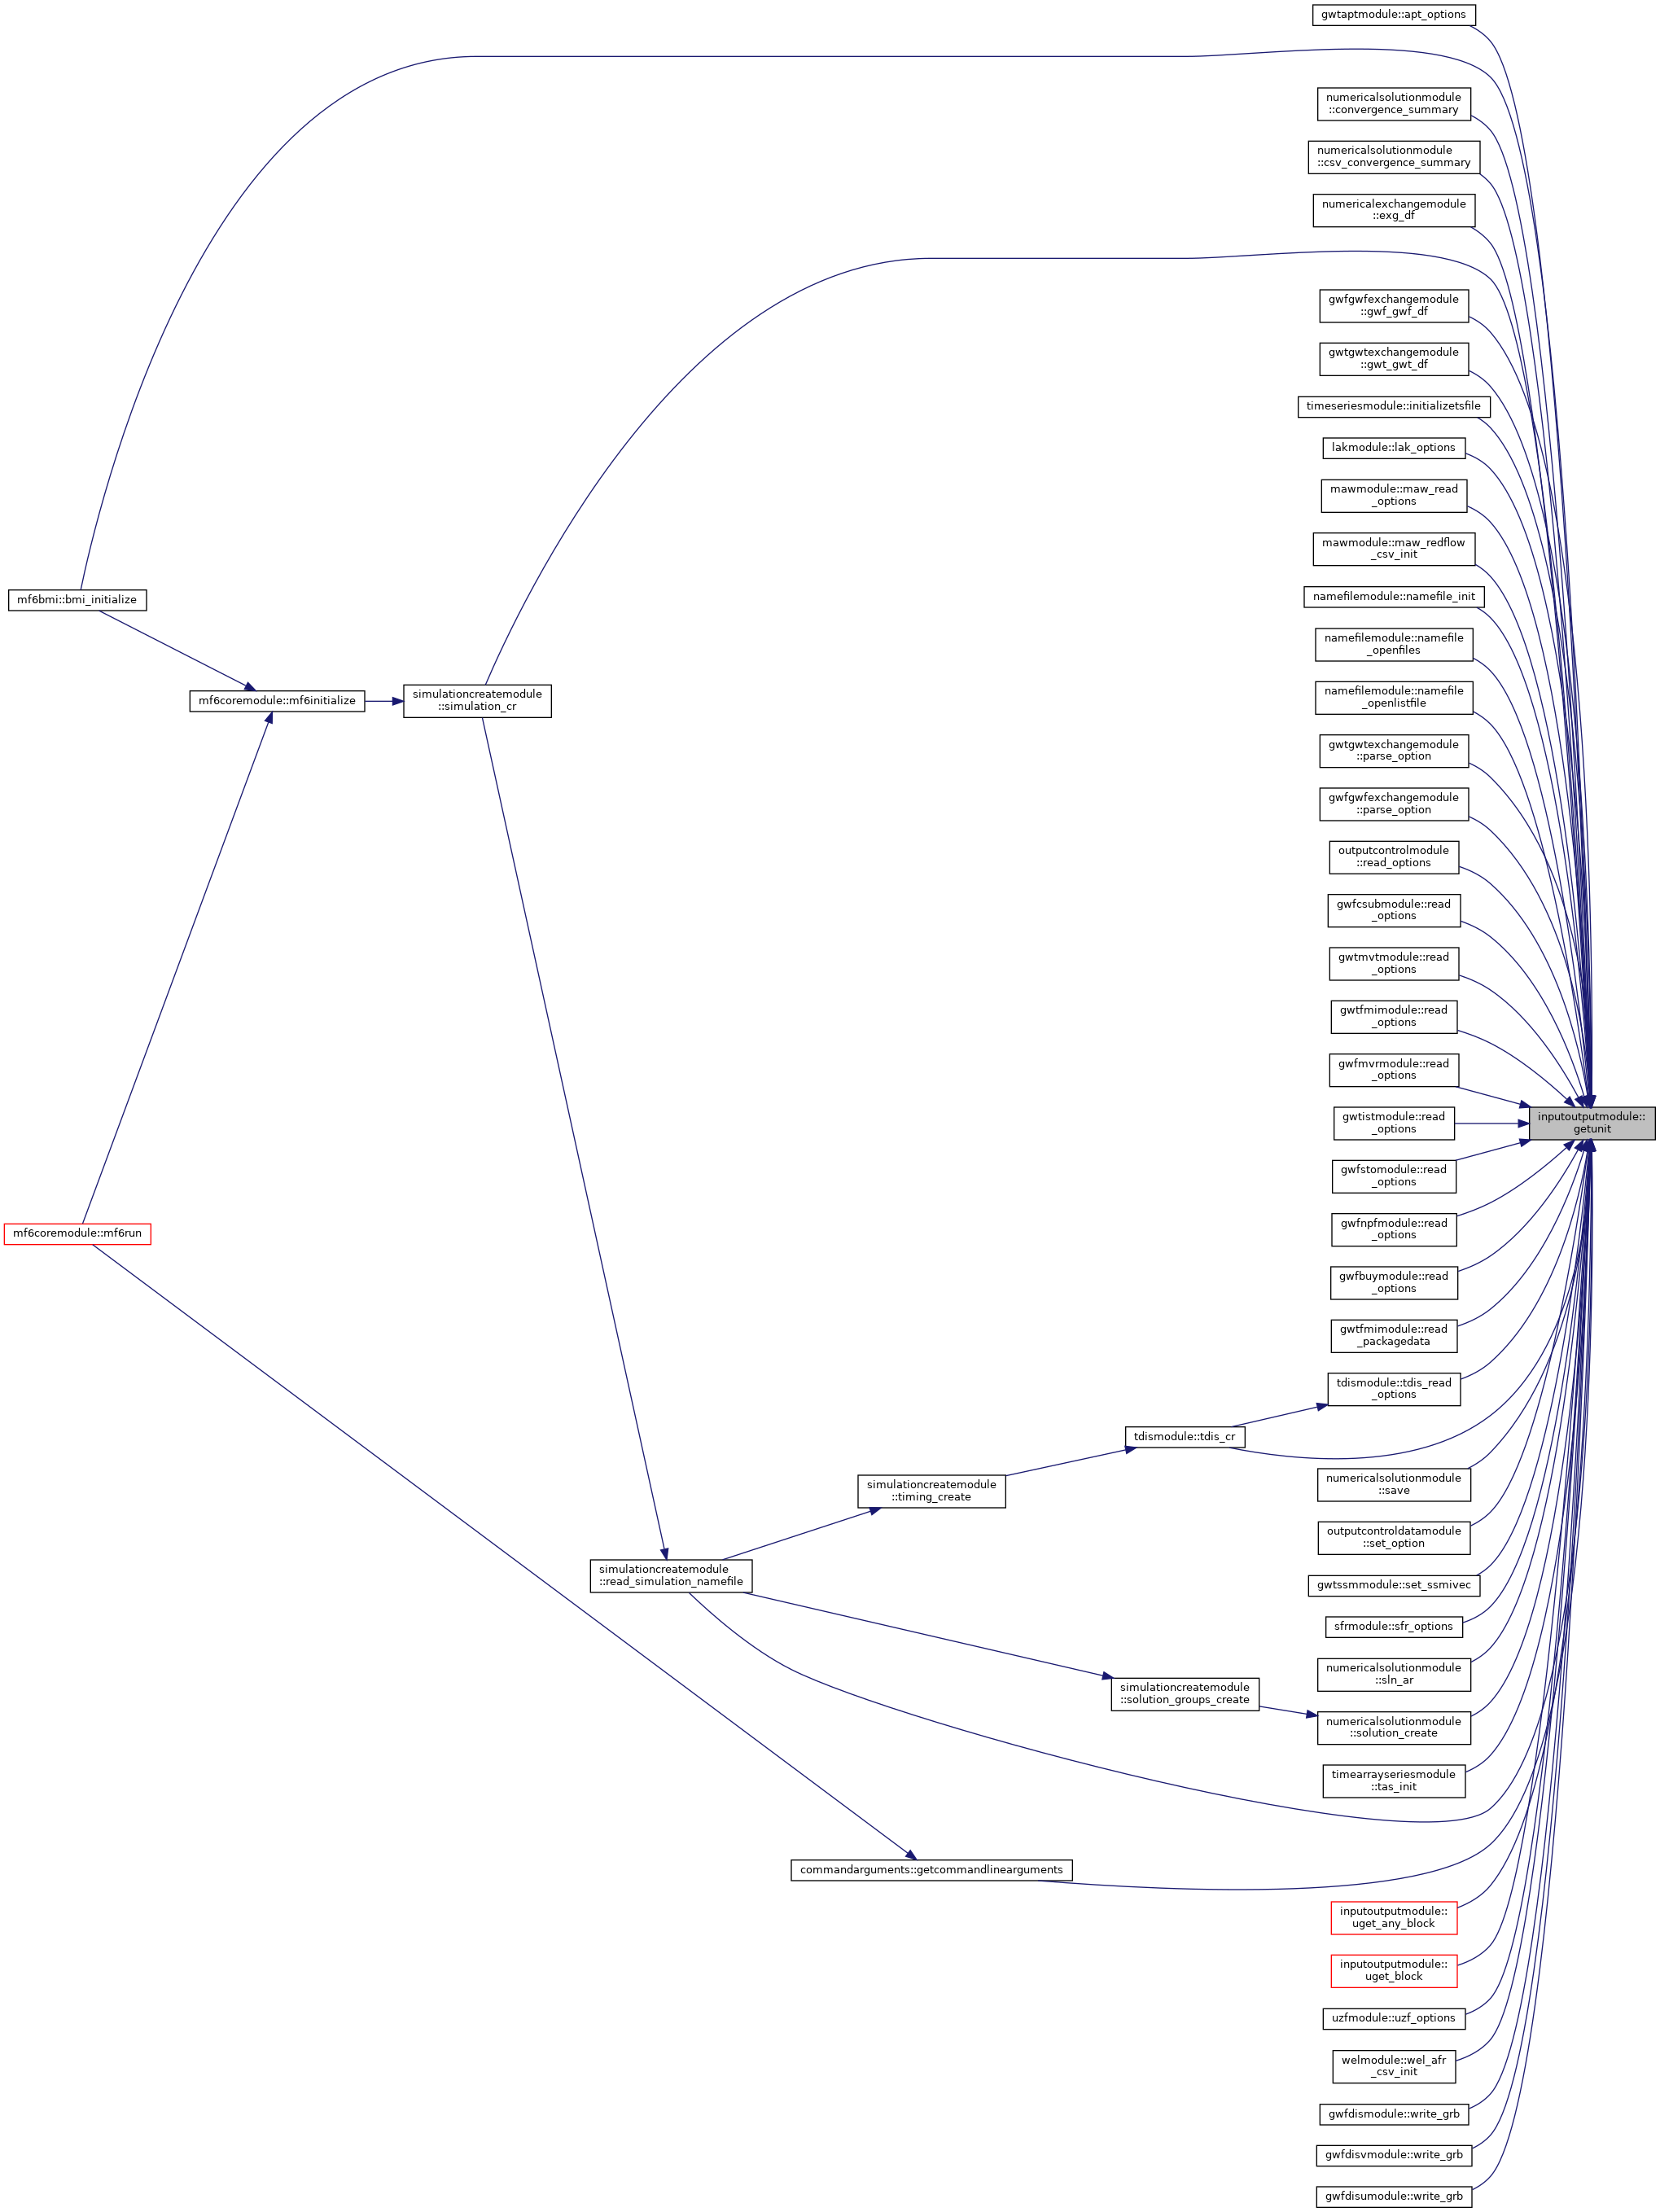 gwtaptmodule::apt_options
numericalsolutionmodule
::convergence_summary
numericalsolutionmodule
::csv_convergence_summary
numericalexchangemodule
::exg_df
gwfgwfexchangemodule
::gwf_gwf_df
gwtgwtexchangemodule
::gwt_gwt_df
timeseriesmodule::initializetsfile
lakmodule::lak_options
mawmodule::maw_read
_options
mawmodule::maw_redflow
_csv_init
namefilemodule::namefile_init
mf6bmi::bmi_initialize
namefilemodule::namefile
_openfiles
namefilemodule::namefile
_openlistfile
mf6coremodule::mf6initialize
simulationcreatemodule
::simulation_cr
gwtgwtexchangemodule
::parse_option
gwfgwfexchangemodule
::parse_option
outputcontrolmodule
::read_options
gwfcsubmodule::read
_options
gwtmvtmodule::read
_options
gwtfmimodule::read
_options
gwfmvrmodule::read
_options
gwtistmodule::read
_options
inputoutputmodule::
getunit
gwfstomodule::read
_options
mf6coremodule::mf6run
gwfnpfmodule::read
_options
gwfbuymodule::read
_options
gwtfmimodule::read
_packagedata
tdismodule::tdis_read
_options
tdismodule::tdis_cr
simulationcreatemodule
::timing_create
numericalsolutionmodule
::save
outputcontroldatamodule
::set_option
simulationcreatemodule
::read_simulation_namefile
gwtssmmodule::set_ssmivec
sfrmodule::sfr_options
numericalsolutionmodule
::sln_ar
simulationcreatemodule
::solution_groups_create
numericalsolutionmodule
::solution_create
timearrayseriesmodule
::tas_init
commandarguments::getcommandlinearguments
inputoutputmodule::
uget_any_block
inputoutputmodule::
uget_block
uzfmodule::uzf_options
welmodule::wel_afr
_csv_init
gwfdismodule::write_grb
gwfdisvmodule::write_grb
gwfdisumodule::write_grb